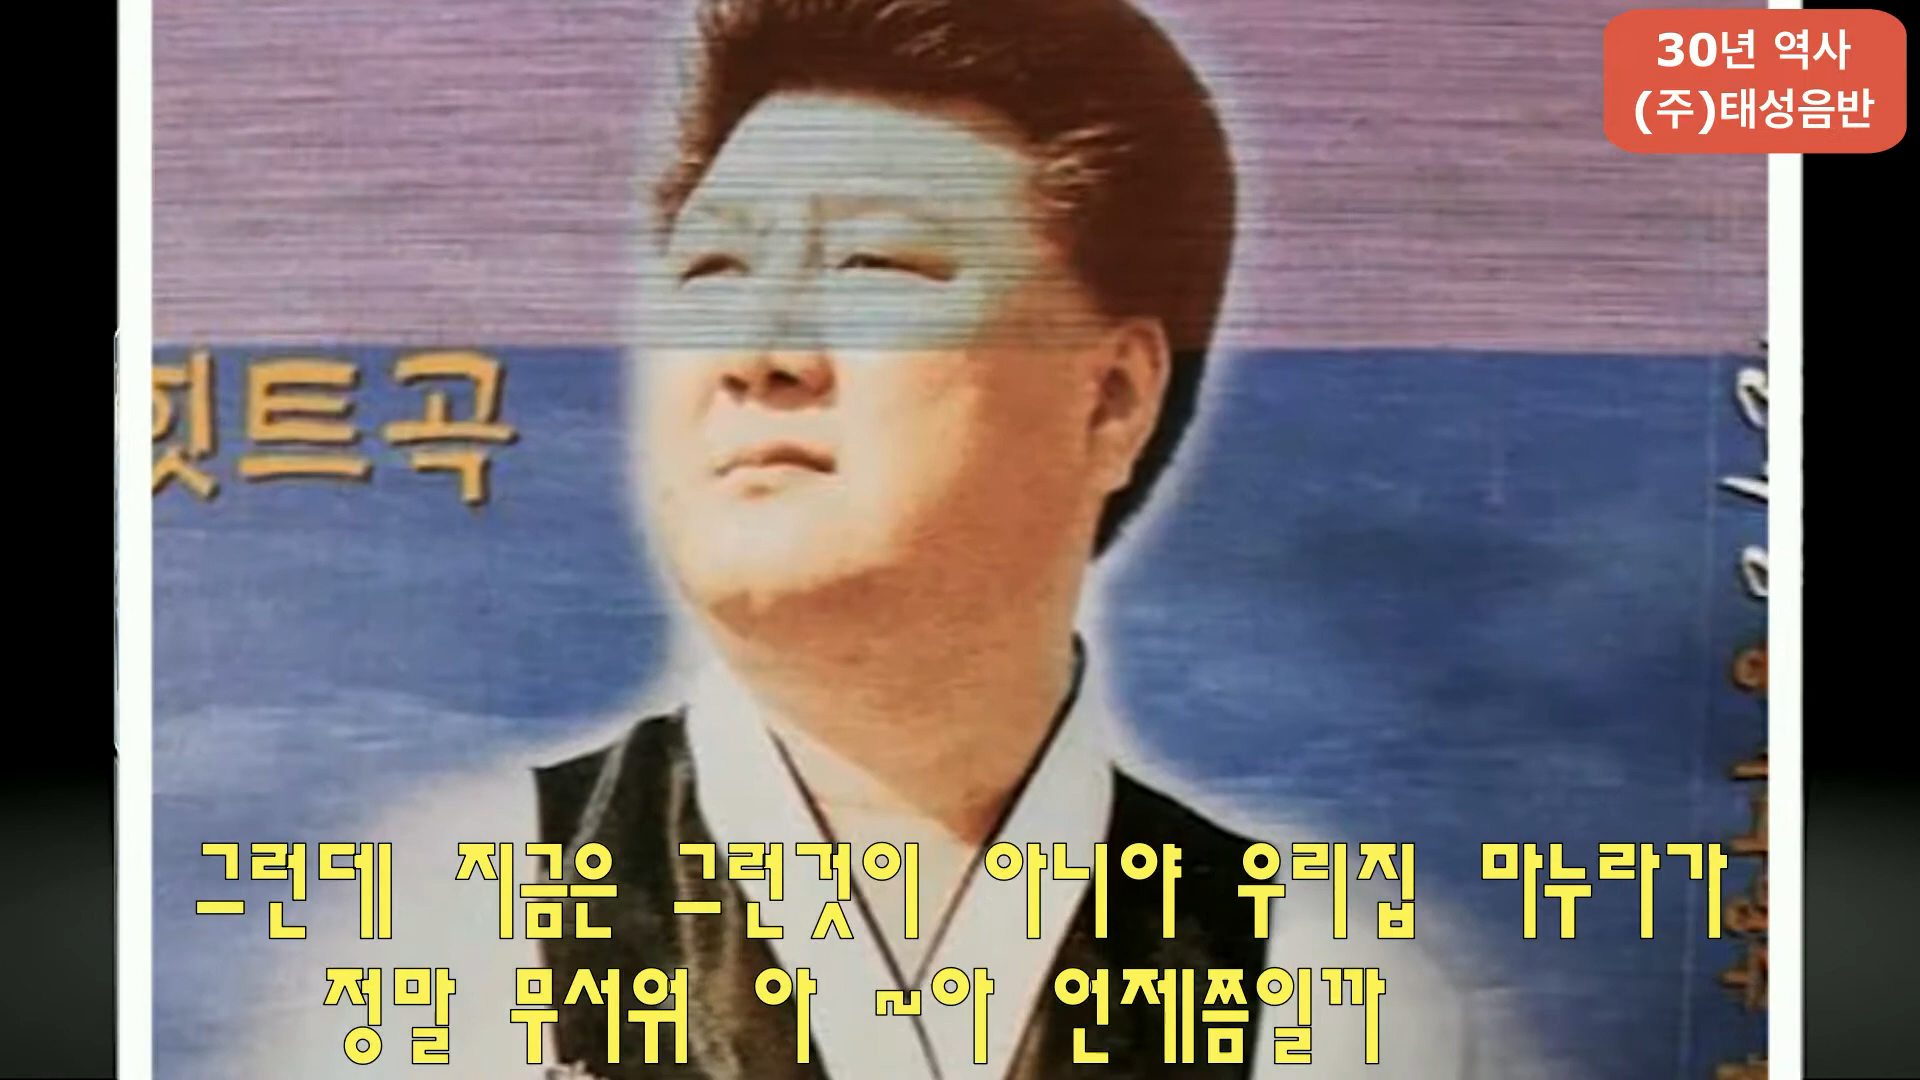 30년 역사
(주)태성음반
힛트곡
그런데 지금은 그런것이 아니야 우리집 마누라가
정말 무서워 아 ~아 언제쯤일까